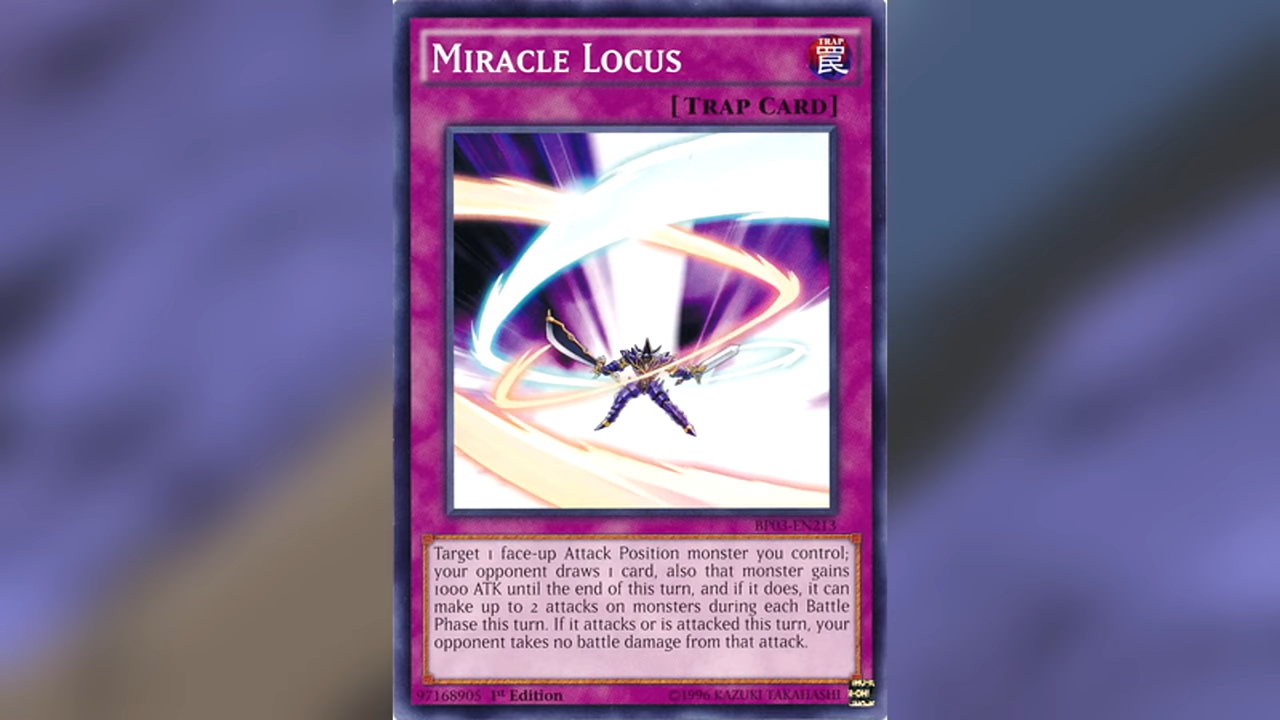 Miracle Locus
TRAP
罠
[Trap Card]
BP03-EN213
Target 1 face-up Attack Position monster you control;
your opponent draws 1 card, also that monster gains
1000 ATK until the end of this turn, and if it does, it can
make up to 2 attacks on monsters during each Battle
Phase this turn. If it attacks or is attacked this turn, your
opponent takes no battle damage from that attack.
97168905 1st Edition
©1996 KAZUKI TAKAHASHI